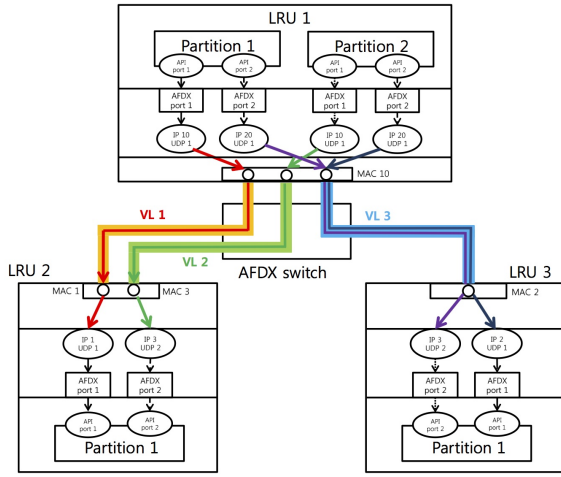 LRU 1
Partition 1
Partition 2
API
port 1
API
port 2
API
port 1
API
port 2
AFDX
port 1
AFDX
port 2
AFDX
port 1
AFDX
port 2
IP 10
UDP 1
IP 20
UDP 1
IP 10
UDP 1
IP 20
UDP 1
MAC 10
VL 1
VL 2
VL 3
AFDX switch
LRU 2
MAC 1
MAC 3
IP 1
UDP 1
IP 3
UDP 2
AFDX
port 1
AFDX
port 2
API
port 1
API
port 2
Partition 1
LRU 3
MAC 2
IP 3
UDP 2
IP 2
UDP 1
AFDX
port 2
AFDX
port 1
API
port 2
API
port 1
Partition 1